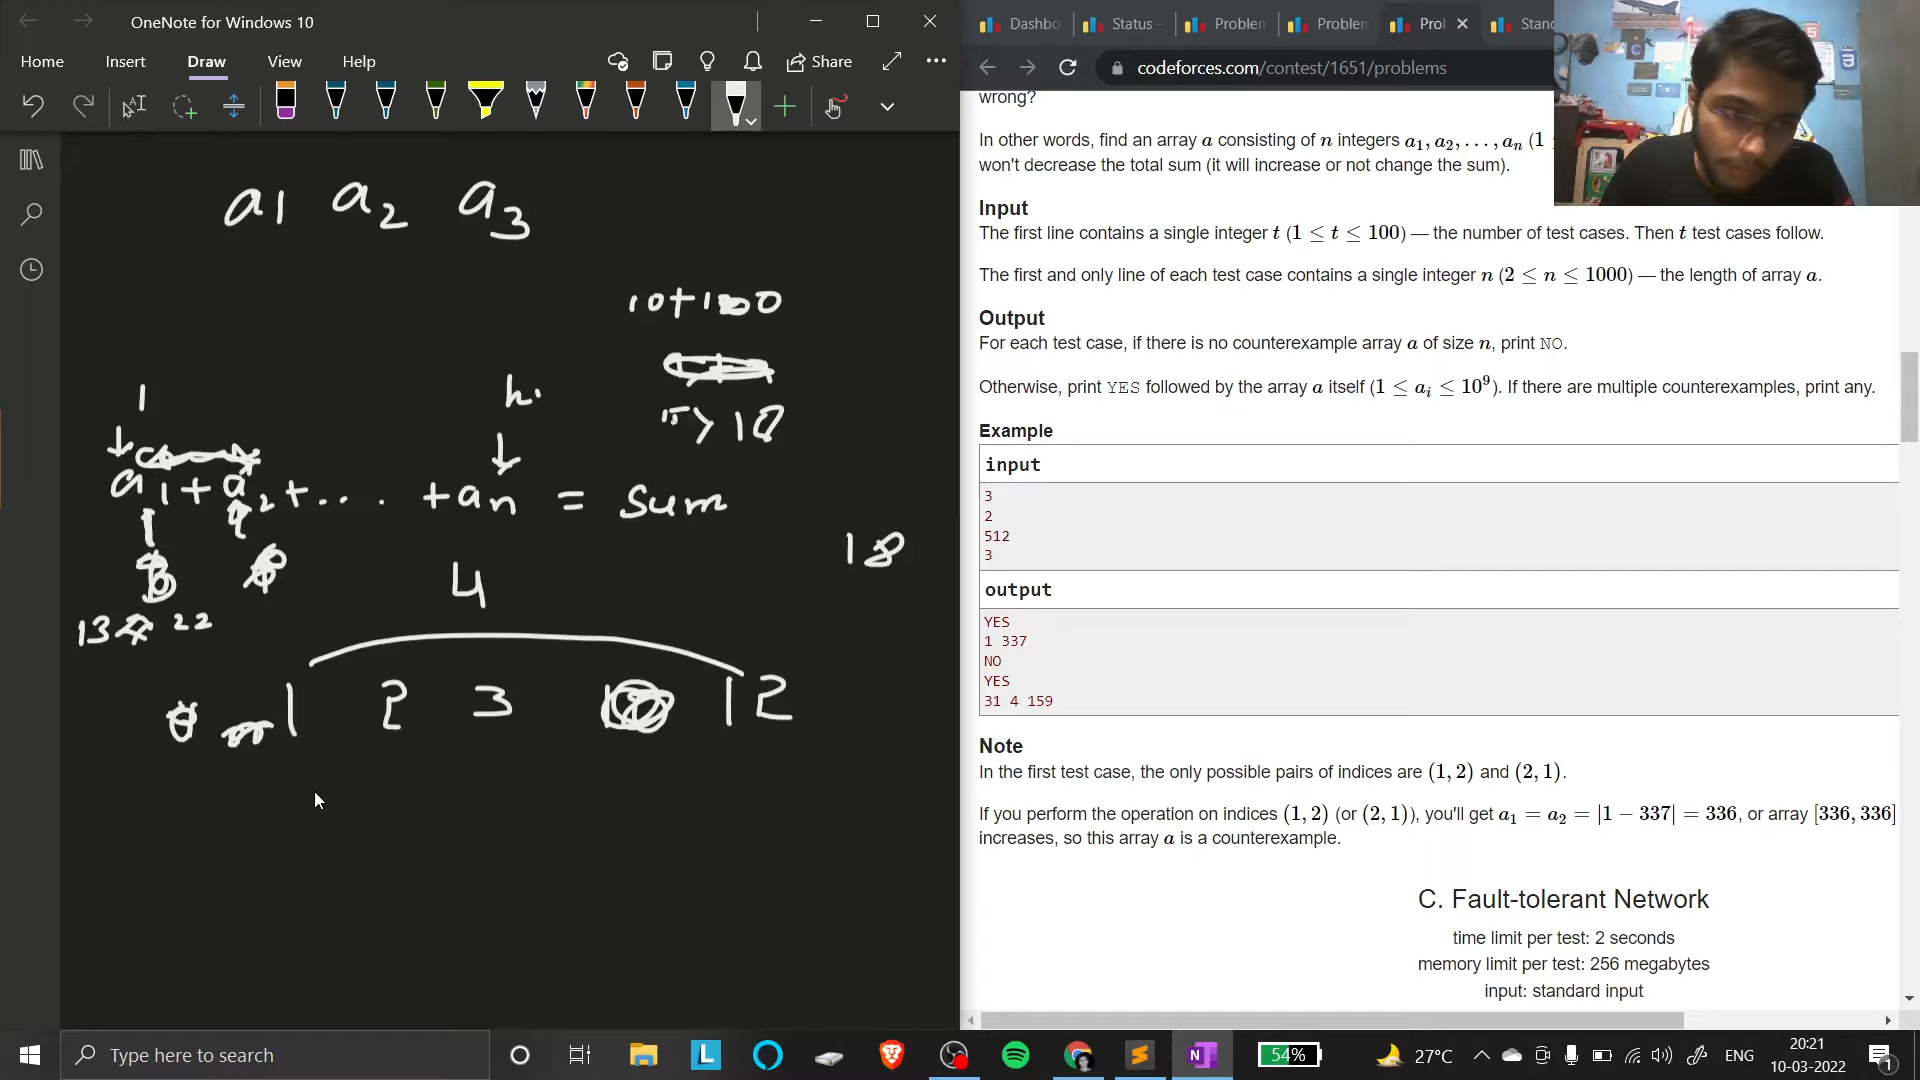 OneNote for Windows 10
Home Insert Draw View Help Share
a1 a2 a3
1
a1 + a2 + ... + an = sum
18
4
13 22
1 2 3 12
Dashbo Status - Problem Problem Prob Stand
codeforces.com/contest/1651/problems
wrong?
In other words, find an array a consisting of n integers a1, a2, ..., an (1
won't decrease the total sum (it will increase or not change the sum).
Input
The first line contains a single integer t (1 ≤ t ≤ 100) — the number of test cases. Then t test cases follow.
The first and only line of each test case contains a single integer n (2 ≤ n ≤ 1000) — the length of array a.
Output
For each test case, if there is no counterexample array a of size n, print NO.
Otherwise, print YES followed by the array a itself (1 ≤ ai ≤ 10^9). If there are multiple counterexamples, print any.
Example
input
3
2
512
3
output
YES
1 337
NO
YES
31 4 159
Note
In the first test case, the only possible pairs of indices are (1, 2) and (2, 1).
If you perform the operation on indices (1, 2) (or (2, 1)), you'll get a1 = a2 = |1 − 337| = 336, or array [336, 336]
increases, so this array a is a counterexample.
C. Fault-tolerant Network
time limit per test: 2 seconds
memory limit per test: 256 megabytes
input: standard input
Type here to search
54%
27°C
ENG
20:21
10-03-2022
1